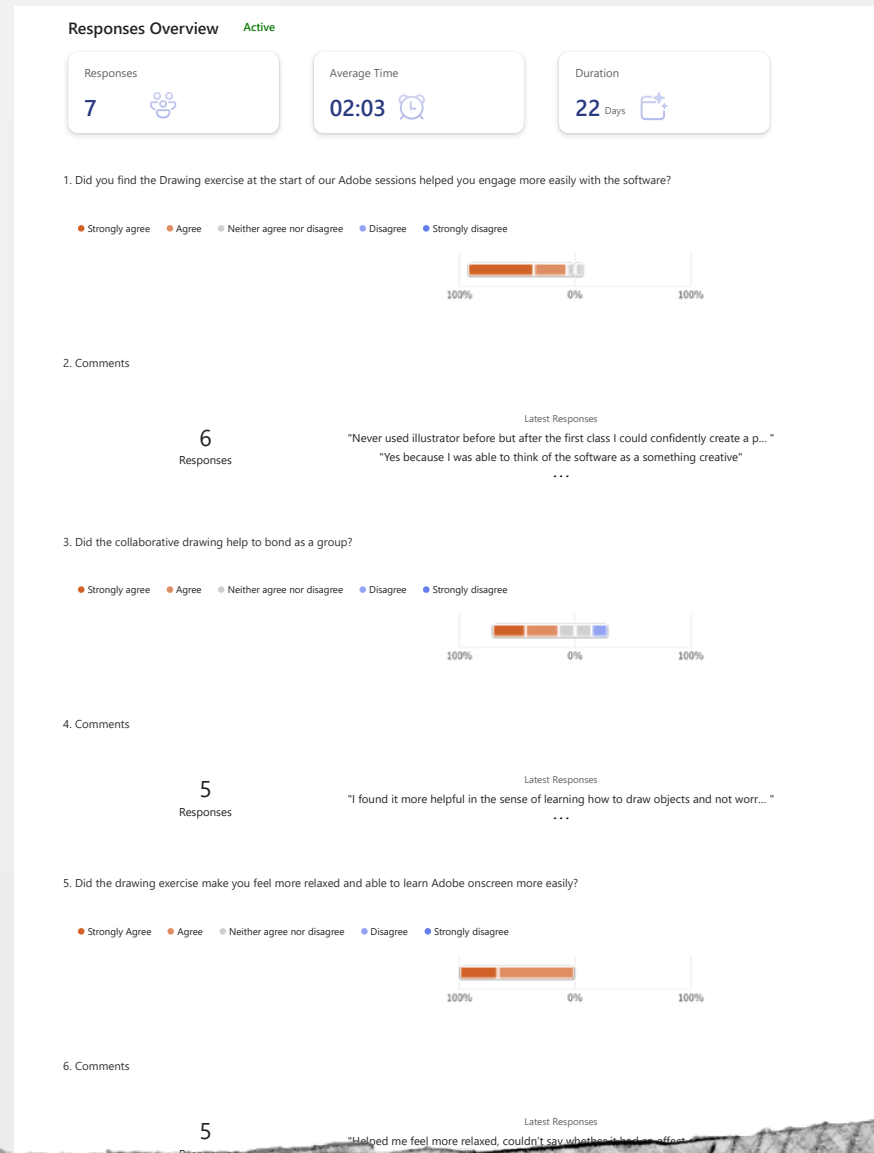 Responses Overview Active
Responses
7
Average Time
02:03
Duration
22 Days
1. Did you find the Drawing exercise at the start of our Adobe sessions helped you engage more easily with the software?
Strongly agree Agree Neither agree nor disagree Disagree Strongly disagree
100% 0% 100%
2. Comments
6
Responses
Latest Responses
"Never used illustrator before but after the first class I could confidently create a p... "
"Yes because I was able to think of the software as a something creative"
...
3. Did the collaborative drawing help to bond as a group?
Strongly agree Agree Neither agree nor disagree Disagree Strongly disagree
100% 0% 100%
4. Comments
5
Responses
Latest Responses
"I found it more helpful in the sense of learning how to draw objects and not worr... "
...
5. Did the drawing exercise make you feel more relaxed and able to learn Adobe onscreen more easily?
Strongly Agree Agree Neither agree nor disagree Disagree Strongly disagree
100% 0% 100%
6. Comments
5
Latest Responses
"Helped me feel more relaxed, couldn't say whether it had an effect